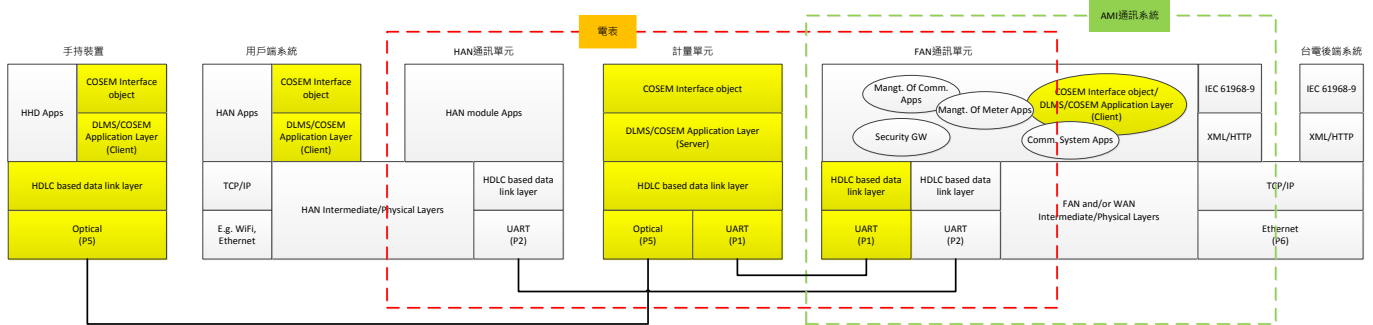 AMI通訊系統
電表
手持裝置
用戶端系統
HAN通訊單元
計量單元
FAN通訊單元
台電後端系統
HHD Apps
COSEM Interface
object
DLMS/COSEM
Application Layer
(Client)
HDLC based data link layer
Optical
(P5)
HAN Apps
COSEM Interface
object
DLMS/COSEM
Application Layer
(Client)
TCP/IP
E.g. WiFi,
Ethernet
HAN Intermediate/Physical Layers
HAN module Apps
HDLC based data
link layer
UART
(P2)
COSEM Interface object
DLMS/COSEM Application Layer
(Server)
HDLC based data link layer
Optical
(P5)
UART
(P1)
Mangt. Of Comm.
Apps
Mangt. Of Meter Apps
COSEM Interface object/
DLMS/COSEM Application Layer
(Client)
Security GW
Comm. System Apps
HDLC based data
link layer
UART
(P1)
HDLC based data
link layer
UART
(P2)
FAN and/or WAN
Intermediate/Physical Layers
IEC 61968-9
XML/HTTP
IEC 61968-9
XML/HTTP
TCP/IP
Ethernet
(P6)